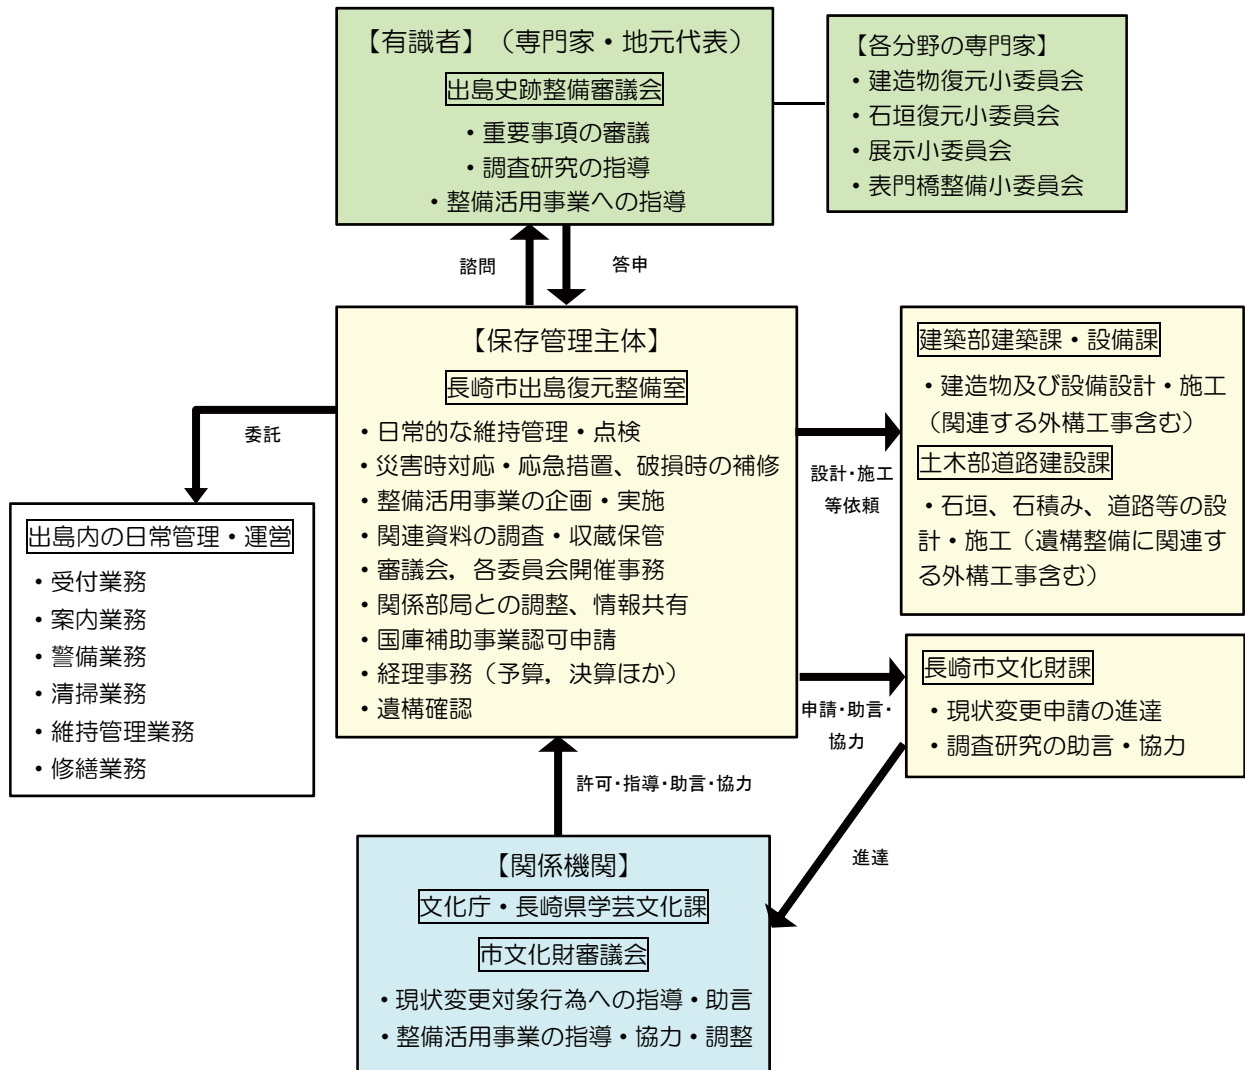 【有識者】（専門家・地元代表）
出島史跡整備審議会
・重要事項の審議
・調査研究の指導
・整備活用事業への指導
【各分野の専門家】
・建造物復元小委員会
・石垣復元小委員会
・展示小委員会
・表門橋整備小委員会
諮問
答申
【保存管理主体】
長崎市出島復元整備室
・日常的な維持管理・点検
・災害時対応・応急措置、破損時の補修
・整備活用事業の企画・実施
・関連資料の調査・収蔵保管
・審議会，各委員会開催事務
・関係部局との調整、情報共有
・国庫補助事業認可申請
・経理事務（予算，決算ほか）
・遺構確認
委託
出島内の日常管理・運営
・受付業務
・案内業務
・警備業務
・清掃業務
・維持管理業務
・修繕業務
設計・施工
等依頼
建築部建築課・設備課
・建造物及び設備設計・施工
（関連する外構工事含む）
土木部道路建設課
・石垣、石積み、道路等の設
計・施工（遺構整備に関連す
る外構工事含む）
申請・助言・
協力
長崎市文化財課
・現状変更申請の進達
・調査研究の助言・協力
許可・指導・助言・協力
進達
【関係機関】
文化庁・長崎県学芸文化課
市文化財審議会
・現状変更対象行為への指導・助言
・整備活用事業の指導・協力・調整